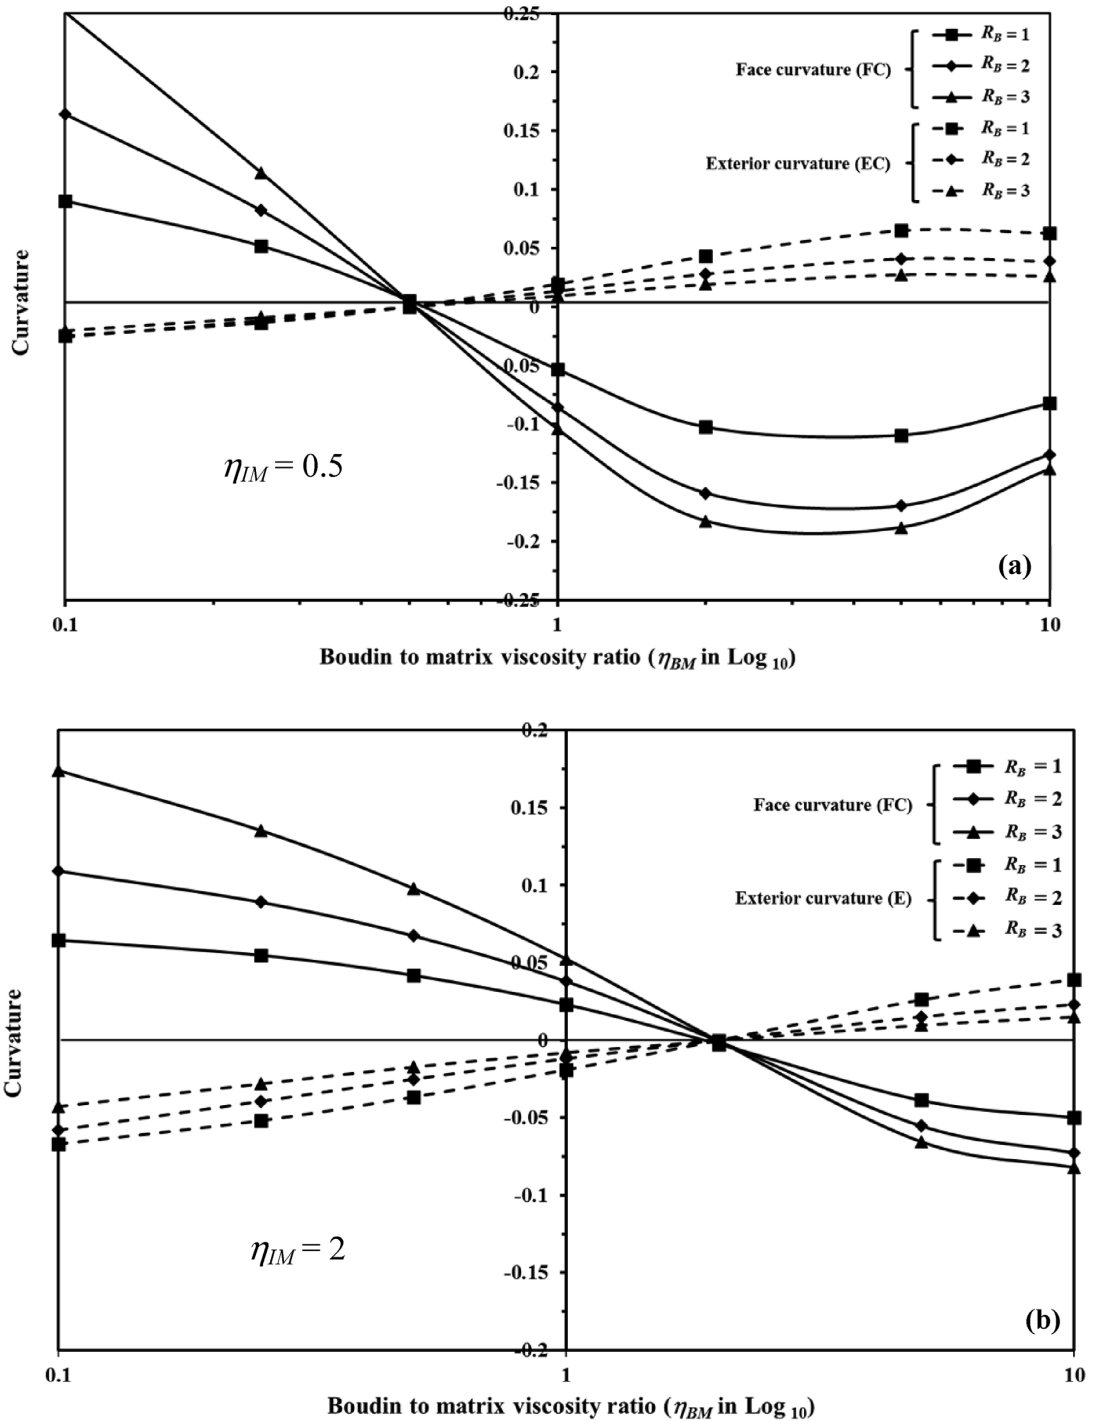 0.25
0.2
0.15
0.1
0.05
0
0.05
-0.1
-0.15
-0.2
-0.25
Curvature
Face curvature (FC)
R_B = 1
R_B = 2
R_B = 3
Exterior curvature (EC)
R_B = 1
R_B = 2
R_B = 3
η_IM = 0.5
(a)
0.1 1 10
Boudin to matrix viscosity ratio (η_BM in Log 10)
0.2
0.15
0.1
0.05
0
-0.05
-0.1
-0.15
-0.2
Curvature
Face curvature (FC)
R_B = 1
R_B = 2
R_B = 3
Exterior curvature (E)
R_B = 1
R_B = 2
R_B = 3
η_IM = 2
(b)
0.1 1 10
Boudin to matrix viscosity ratio (η_BM in Log 10)